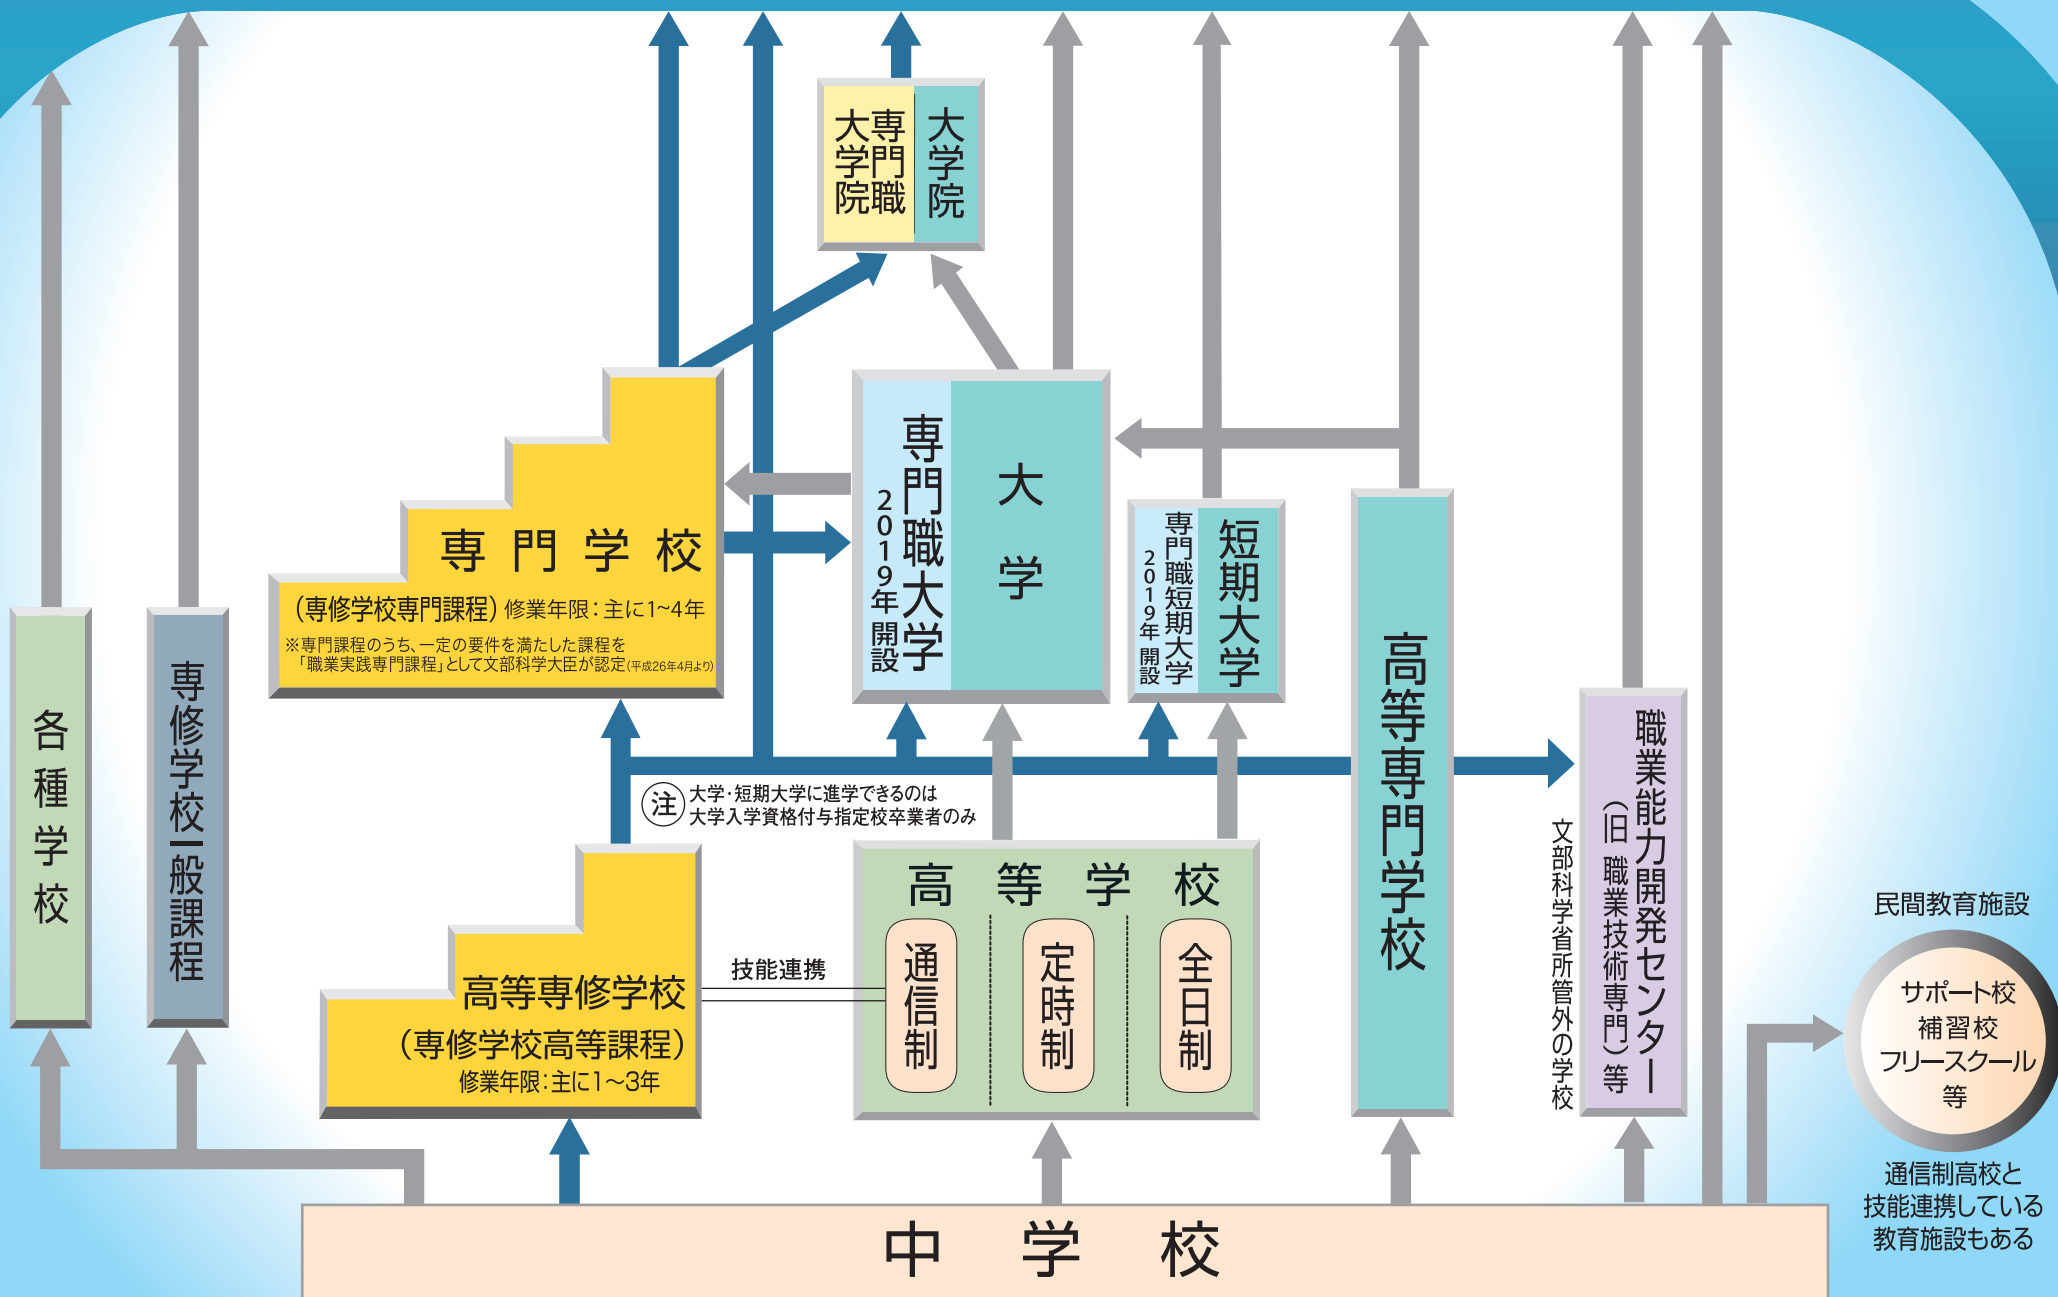 専門職
大学院
大学院
専門学校
（専修学校専門課程）修業年限：主に1~4年
※専門課程のうち、一定の要件を満たした課程を
「職業実践専門課程」として文部科学大臣が認定（平成26年4月より）
専門職大学
2019年開設
大学
専門職短期大学
2019年開設
短期大学
高等専門学校
職業能力開発センター
（旧 職業技術専門）等
文部科学省所管外の学校
各種学校
専修学校一般課程
注 大学・短期大学に進学できるのは
大学入学資格付与指定校卒業者のみ
高等専修学校
（専修学校高等課程）
修業年限：主に1～3年
技能連携
高等学校
通信制
定時制
全日制
民間教育施設
サポート校
補習校
フリースクール
等
通信制高校と
技能連携している
教育施設もある
中学校